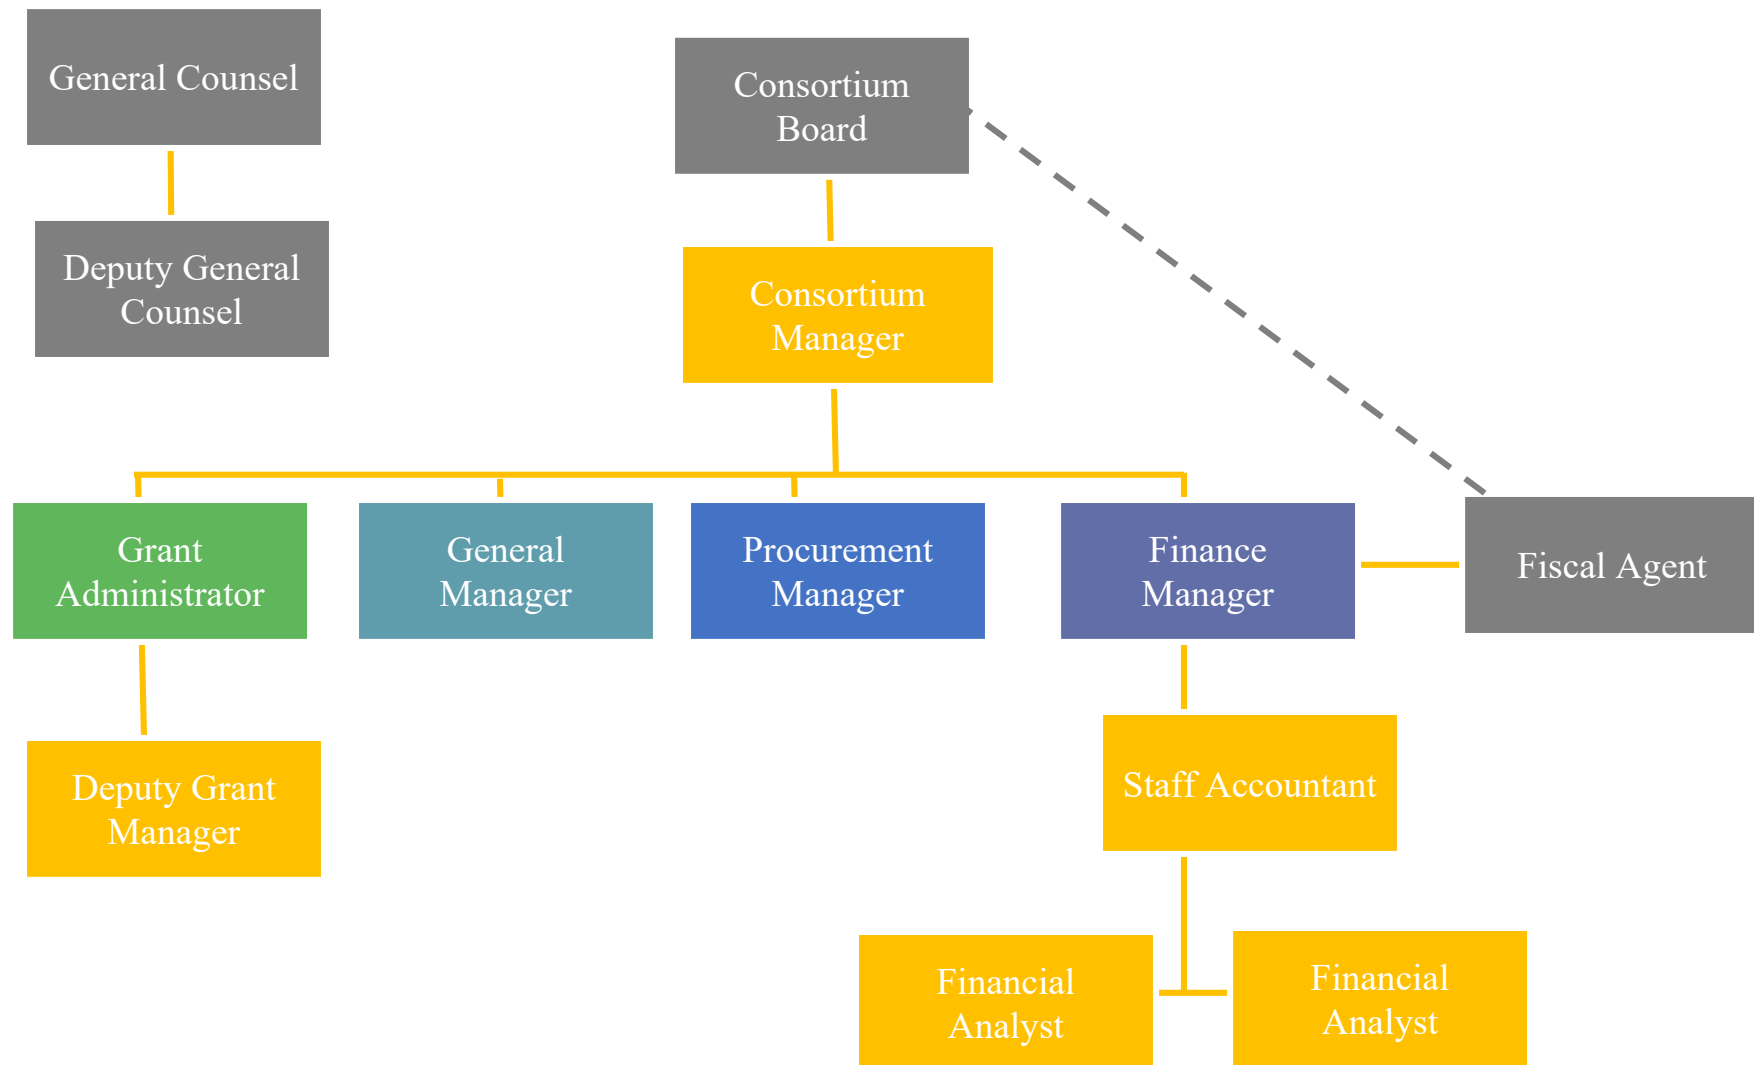 General Counsel
Consortium
Board
Deputy General
Counsel
Consortium
Manager
Grant
Administrator
General
Manager
Procurement
Manager
Finance
Manager
Fiscal Agent
Deputy Grant
Manager
Staff Accountant
Financial
Analyst
Financial
Analyst